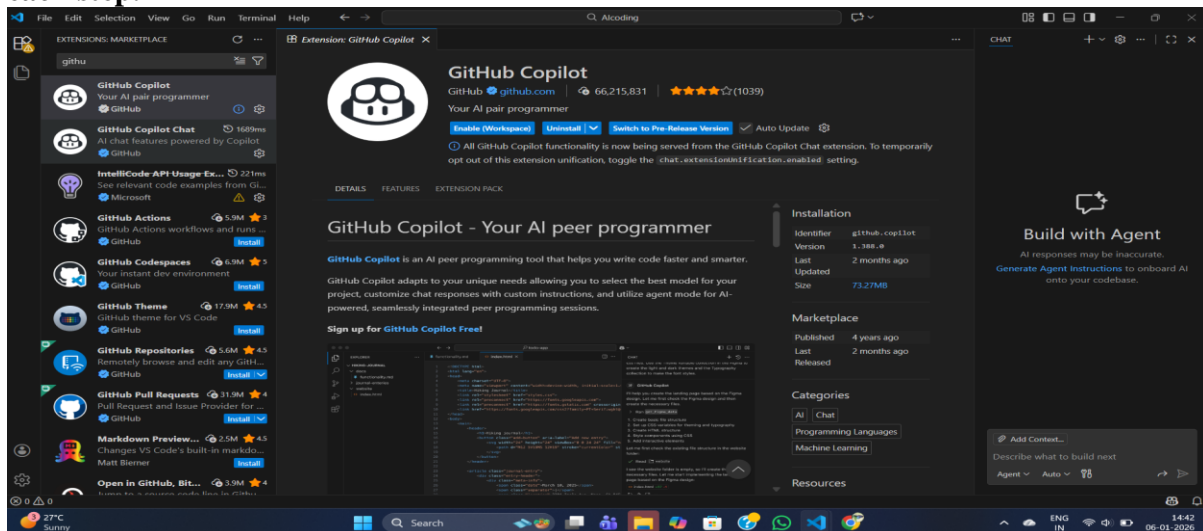 File Edit Selection View Go Run Terminal Help
AIcoding
EXTENSIONS: MARKETPLACE
githu
GitHub Copilot
Your AI pair programmer
GitHub
GitHub Copilot Chat 1689ms
AI chat features powered by Copilot
GitHub
IntelliCode API Usage Ex... 221ms
See relevant code examples from Gi...
Microsoft
GitHub Actions 5.9M 3
GitHub Actions workflows and runs ...
GitHub Install
GitHub Codespaces 6.9M 5
Your instant dev environment
GitHub Install
GitHub Theme 17.9M 4.5
GitHub theme for VS Code
GitHub Install
GitHub Repositories 5.6M 4.5
Remotely browse and edit any GitH...
GitHub Install
GitHub Pull Requests 31.9M 4
Pull Request and Issue Provider for ...
GitHub Install
Markdown Preview... 2.5M 4.5
Changes VS Code's built-in markdo...
Matt Bierner Install
Open in GitHub, Bit... 3.9M 4
Jump to a source code line in Githu
Extension: GitHub Copilot
GitHub Copilot
GitHub github.com 66,215,831 (1039)
Your AI pair programmer
Enable (Workspace) Uninstall Switch to Pre-Release Version Auto Update
All GitHub Copilot functionality is now being served from the GitHub Copilot Chat extension. To temporarily
opt out of this extension unification, toggle the chat.extensionUnification.enabled setting.
DETAILS FEATURES EXTENSION PACK
GitHub Copilot - Your AI peer programmer
GitHub Copilot is an AI peer programming tool that helps you write code faster and smarter.
GitHub Copilot adapts to your unique needs allowing you to select the best model for your
project, customize chat responses with custom instructions, and utilize agent mode for AI-
powered, seamlessly integrated peer programming sessions.
Sign up for GitHub Copilot Free!
Installation
Identifier github.copilot
Version 1.388.0
Last Updated 2 months ago
Size 73.27MB
Marketplace
Published 4 years ago
Last Released 2 months ago
Categories
AI Chat
Programming Languages
Machine Learning
Resources
CHAT
Build with Agent
AI responses may be inaccurate.
Generate Agent Instructions to onboard AI
onto your codebase.
Add Context...
Describe what to build next
Agent Auto
0 0
27°C
Sunny
Search
ENG
IN
14:42
06-01-2026